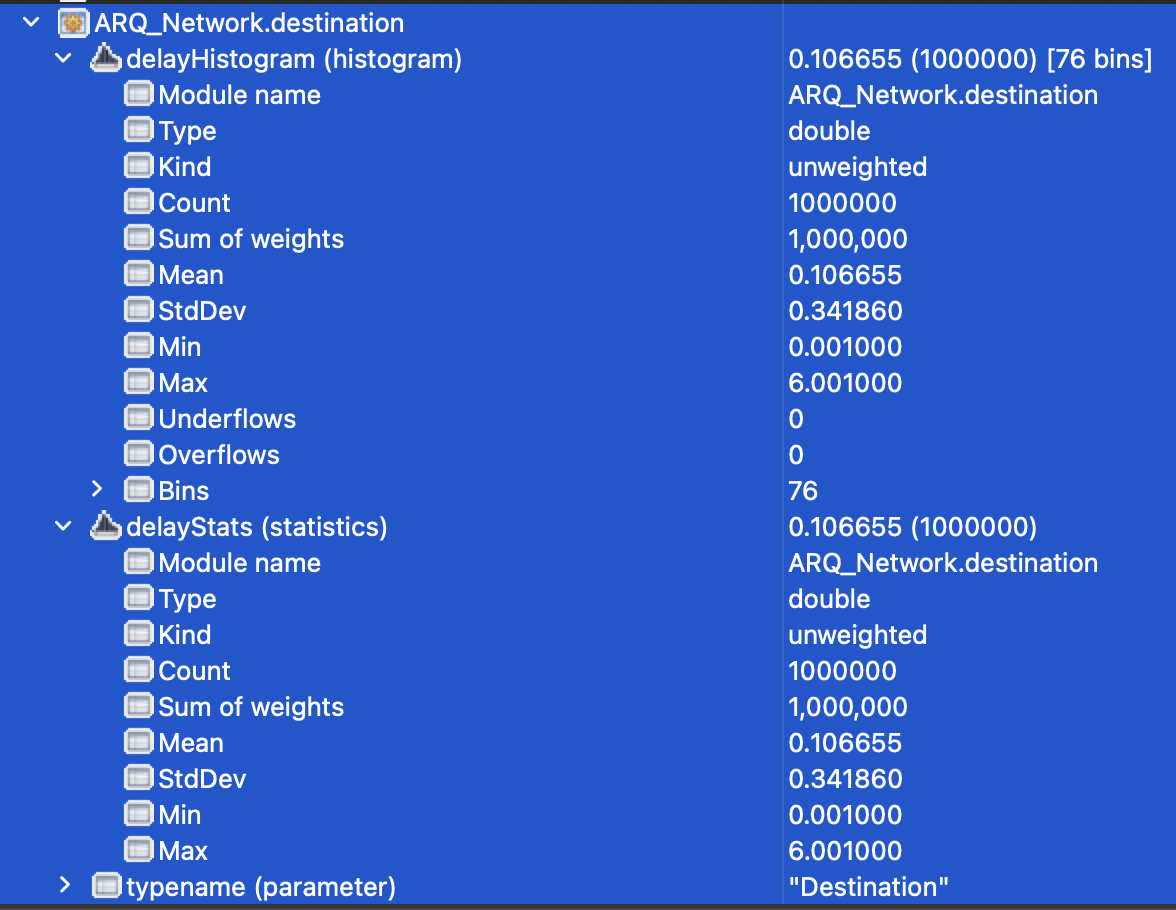 ARQ_Network.destination
delayHistogram (histogram) 0.106655 (1000000) [76 bins]
Module name ARQ_Network.destination
Type double
Kind unweighted
Count 1000000
Sum of weights 1,000,000
Mean 0.106655
StdDev 0.341860
Min 0.001000
Max 6.001000
Underflows 0
Overflows 0
Bins 76
delayStats (statistics) 0.106655 (1000000)
Module name ARQ_Network.destination
Type double
Kind unweighted
Count 1000000
Sum of weights 1,000,000
Mean 0.106655
StdDev 0.341860
Min 0.001000
Max 6.001000
typename (parameter) "Destination"